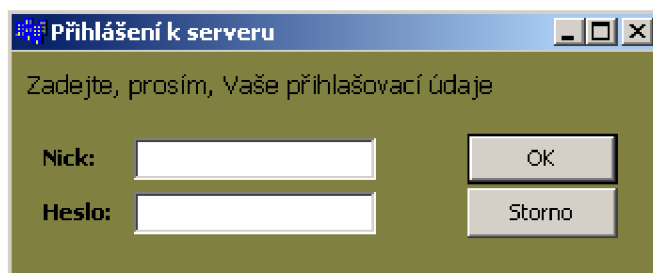 Přihlášení k serveru
Zadejte, prosím, Vaše přihlašovací údaje
Nick:
OK
Heslo:
Storno